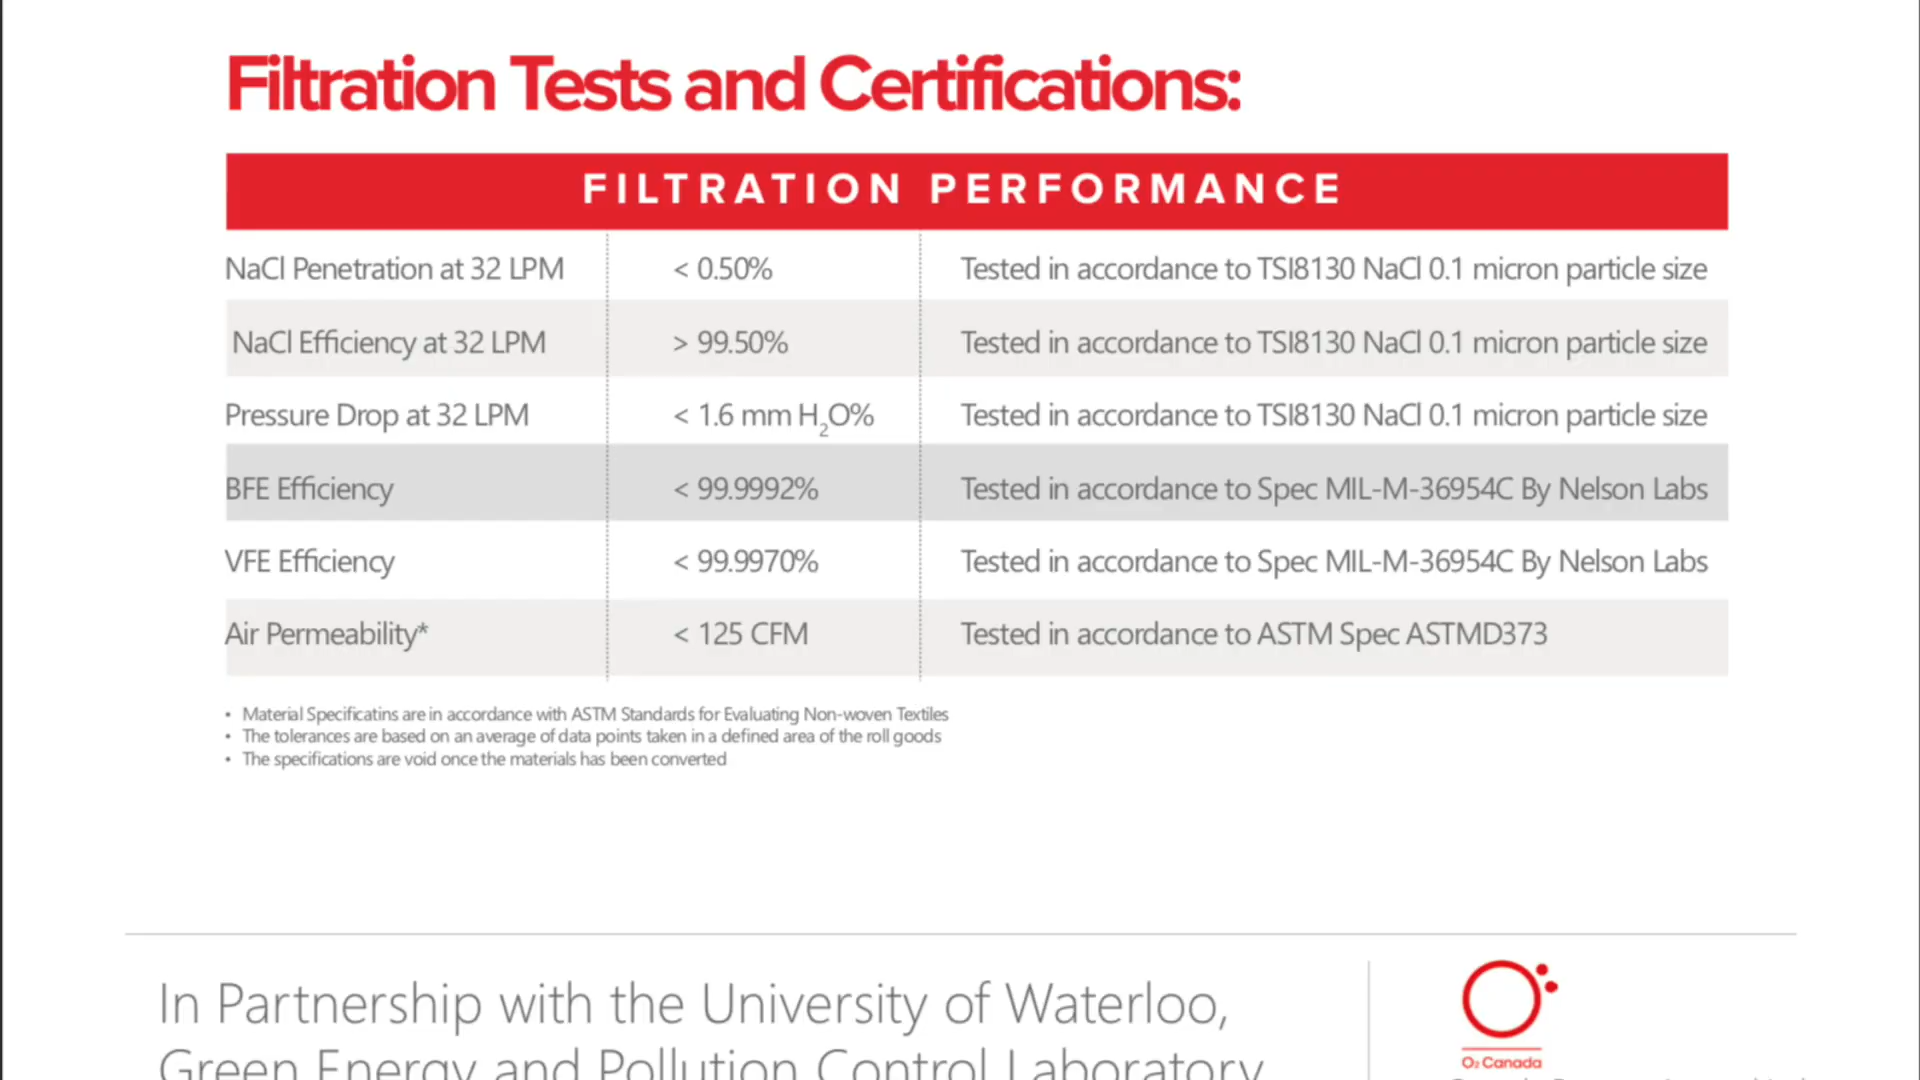 Filtration Tests and Certifications:
FILTRATION PERFORMANCE
NaCl Penetration at 32 LPM < 0.50% Tested in accordance to TSI8130 NaCl 0.1 micron particle size
NaCl Efficiency at 32 LPM > 99.50% Tested in accordance to TSI8130 NaCl 0.1 micron particle size
Pressure Drop at 32 LPM < 1.6 mm H₂O% Tested in accordance to TSI8130 NaCl 0.1 micron particle size
BFE Efficiency < 99.9992% Tested in accordance to Spec MIL-M-36954C By Nelson Labs
VFE Efficiency < 99.9970% Tested in accordance to Spec MIL-M-36954C By Nelson Labs
Air Permeability* < 125 CFM Tested in accordance to ASTM Spec ASTMD373
• Material Specificatins are in accordance with ASTM Standards for Evaluating Non-woven Textiles
• The tolerances are based on an average of data points taken in a defined area of the roll goods
• The specifications are void once the materials has been converted
In Partnership with the University of Waterloo,
Green Energy and Pollution Control Laboratory
O₂ Canada